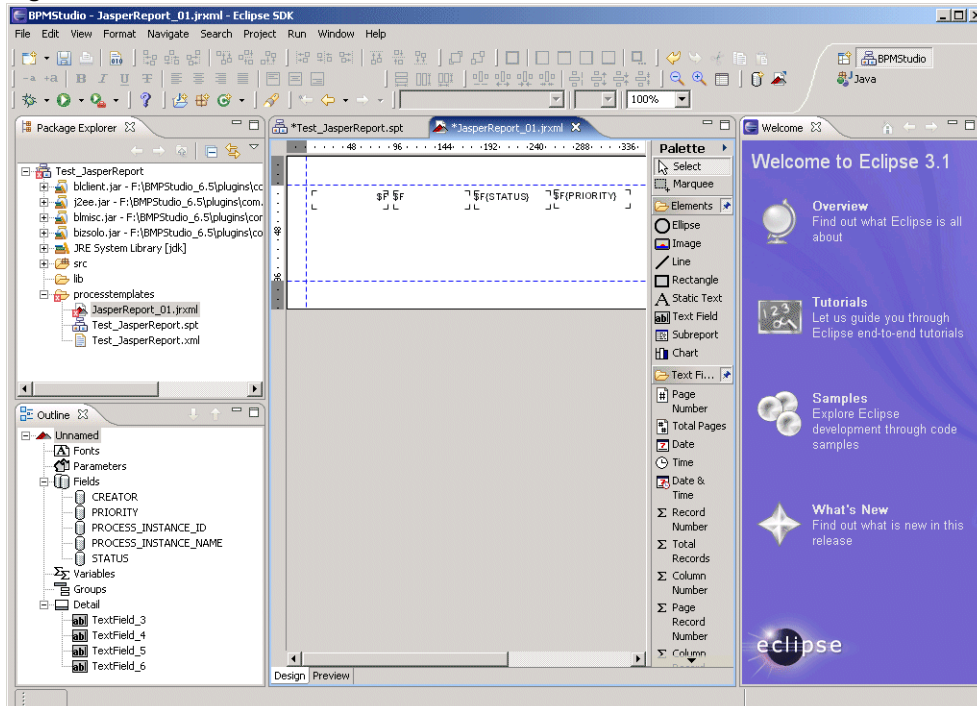 BPMStudio - JasperReport_01.jrxml - Eclipse SDK
File Edit View Format Navigate Search Project Run Window Help
BPMStudio
Java
100%
Package Explorer
Test_JasperReport
blclient.jar - F:\BMPStudio_6.5\plugins\cc
j2ee.jar - F:\BPMStudio_6.5\plugins\com.
blmisc.jar - F:\BPMStudio_6.5\plugins\cor
bizsolo.jar - F:\BPMStudio_6.5\plugins\co
JRE System Library [jdk]
src
lib
processtemplates
JasperReport_01.jrxml
Test_JasperReport.spt
Test_JasperReport.xml
Outline
Unnamed
Fonts
Parameters
Fields
CREATOR
PRIORITY
PROCESS_INSTANCE_ID
PROCESS_INSTANCE_NAME
STATUS
Variables
Groups
Detail
TextField_3
TextField_4
TextField_5
TextField_6
*Test_JasperReport.spt *JasperReport_01.jrxml
48 96 144 192 240 288 336
$F $F $F{STATUS} $F{PRIORITY}
96
Design Preview
Palette
Select
Marquee
Elements
Ellipse
Image
Line
Rectangle
Static Text
Text Field
Subreport
Chart
Text Fi...
Page
Number
Total Pages
Date
Time
Date &
Time
Record
Number
Total
Records
Column
Number
Page
Record
Number
Column
Welcome
Welcome to Eclipse 3.1
Overview
Find out what Eclipse is all
about
Tutorials
Let us guide you through
Eclipse end-to-end tutorials
Samples
Explore Eclipse
development through code
samples
What's New
Find out what is new in this
release
eclipse